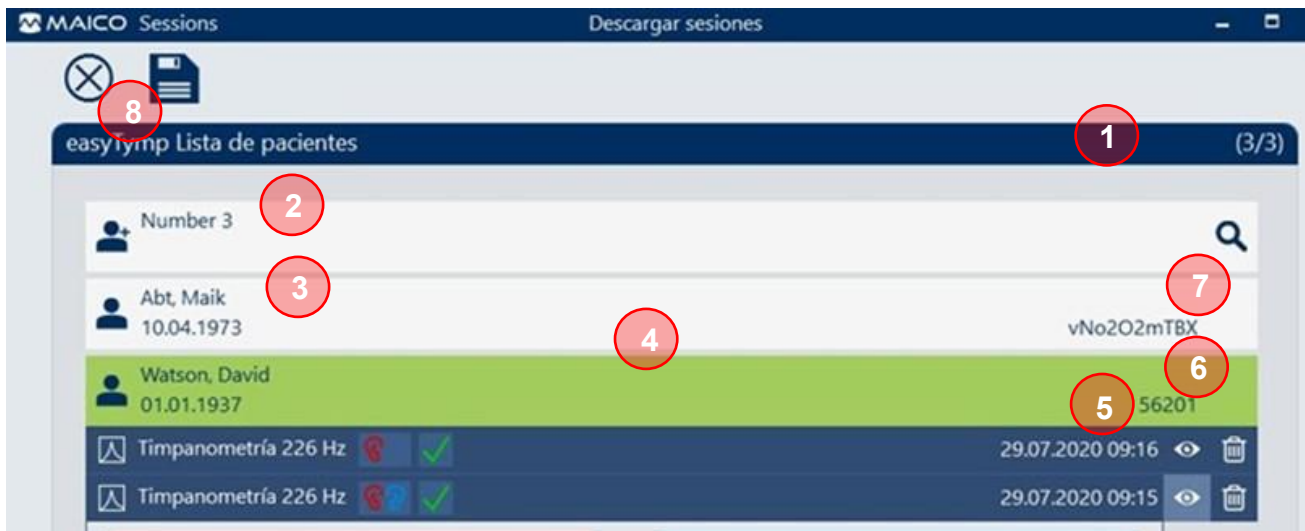 MAICO Sessions Descargar sesiones
8
easyTymp Lista de pacientes 1 (3/3)
2
Number 3
3 7
Abt, Maik
10.04.1973 4 vNo2O2mTBX
6
Watson, David
01.01.1937 5 56201
Timpanometría 226 Hz 29.07.2020 09:16
Timpanometría 226 Hz 29.07.2020 09:15